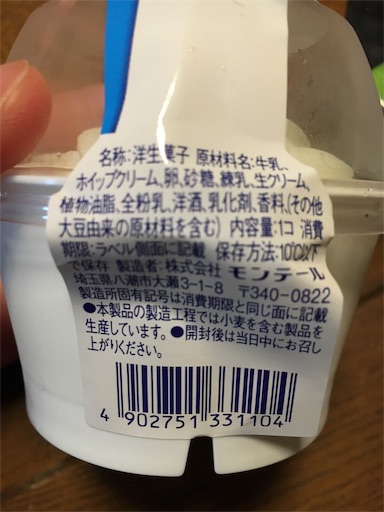 名称:洋生菓子 原材料名:牛乳、
ホイップクリーム、卵、砂糖、練乳、生クリーム、
植物油脂、全粉乳、洋酒、乳化剤、香料、(その他
大豆由来の原材料を含む) 内容量:1コ 消費
期限:ラベル側面に記載 保存方法:10℃以下
で保存 製造者:株式会社 モンテール
埼玉県八潮市大瀬3-1-8 〒340-0822
製造所固有記号は消費期限と同じ面に記載
●本製品の製造工程では小麦を含む製品を
生産しています。●開封後は当日中にお召し
上がりください。
4 902751 331104